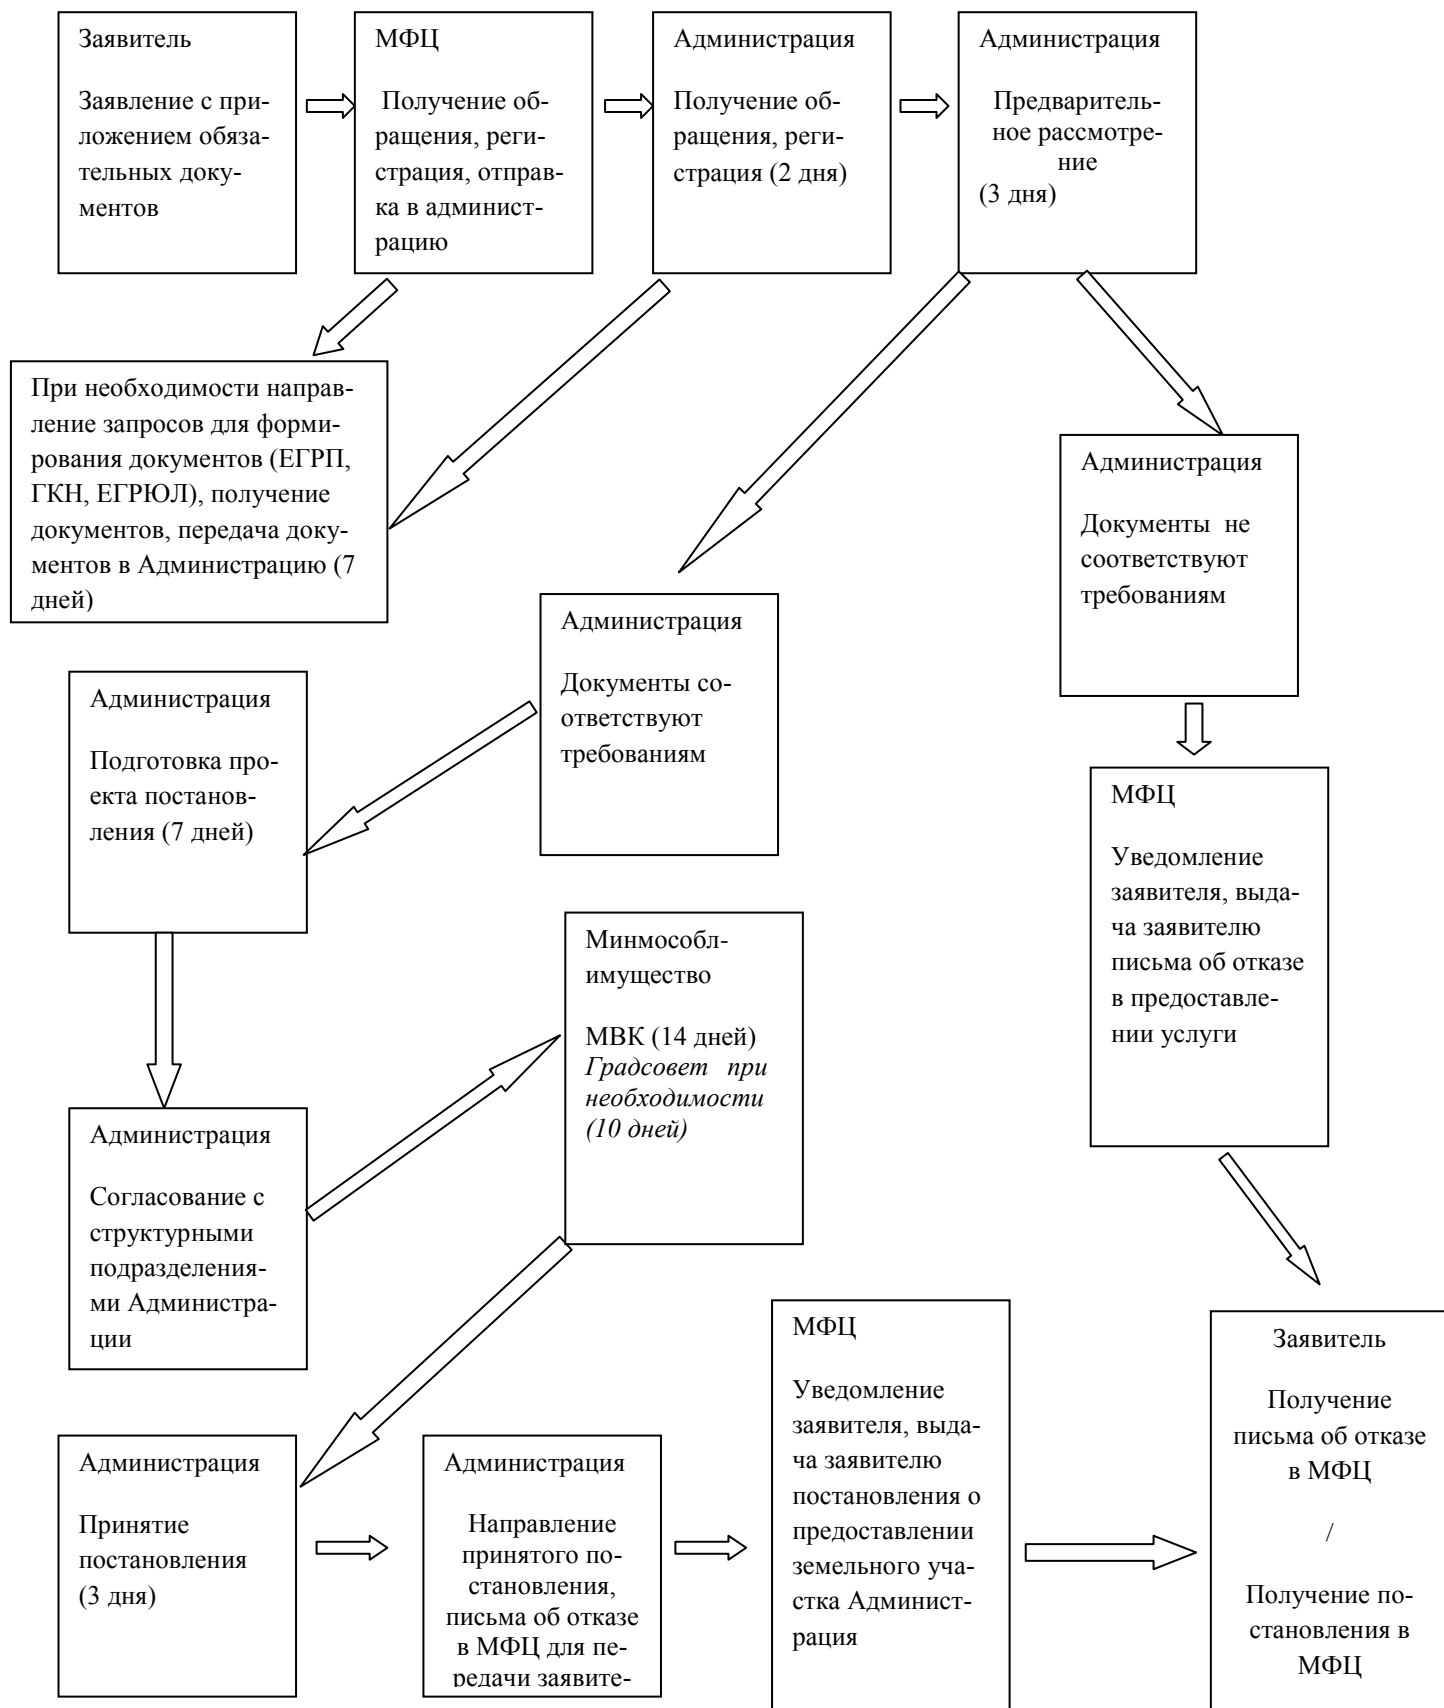 Заявитель
Заявление с при-
ложением обяза-
тельных доку-
ментов
МФЦ
Получение об-
ращения, реги-
страция, отправ-
ка в админист-
рацию
Администрация
Получение об-
ращения, реги-
страция (2 дня)
Администрация
Предваритель-
ное рассмотре-
ние
(3 дня)
При необходимости направ-
ление запросов для форми-
рования документов (ЕГРП,
ГКН, ЕГРЮЛ), получение
документов, передача доку-
ментов в Администрацию (7
дней)
Администрация
Документы не
соответствуют
требованиям
Администрация
Документы со-
ответствуют
требованиям
Администрация
Подготовка про-
екта постанов-
ления (7 дней)
МФЦ
Уведомление
заявителя, выда-
ча заявителю
письма об отказе
в предоставле-
нии услуги
Минмособл-
имущество
МВК (14 дней)
Градсовет при
необходимости
(10 дней)
Администрация
Согласование с
структурными
подразделения-
ми Администра-
ции
Администрация
Принятие
постановления
(3 дня)
Администрация
Направление
принятого по-
становления,
письма об отказе
в МФЦ для пе-
редачи заявите-
МФЦ
Уведомление
заявителя, выда-
ча заявителю
постановления о
предоставлении
земельного уча-
стка Админист-
рация
Заявитель
Получение
письма об отказе
в МФЦ
/
Получение по-
становления в
МФЦ